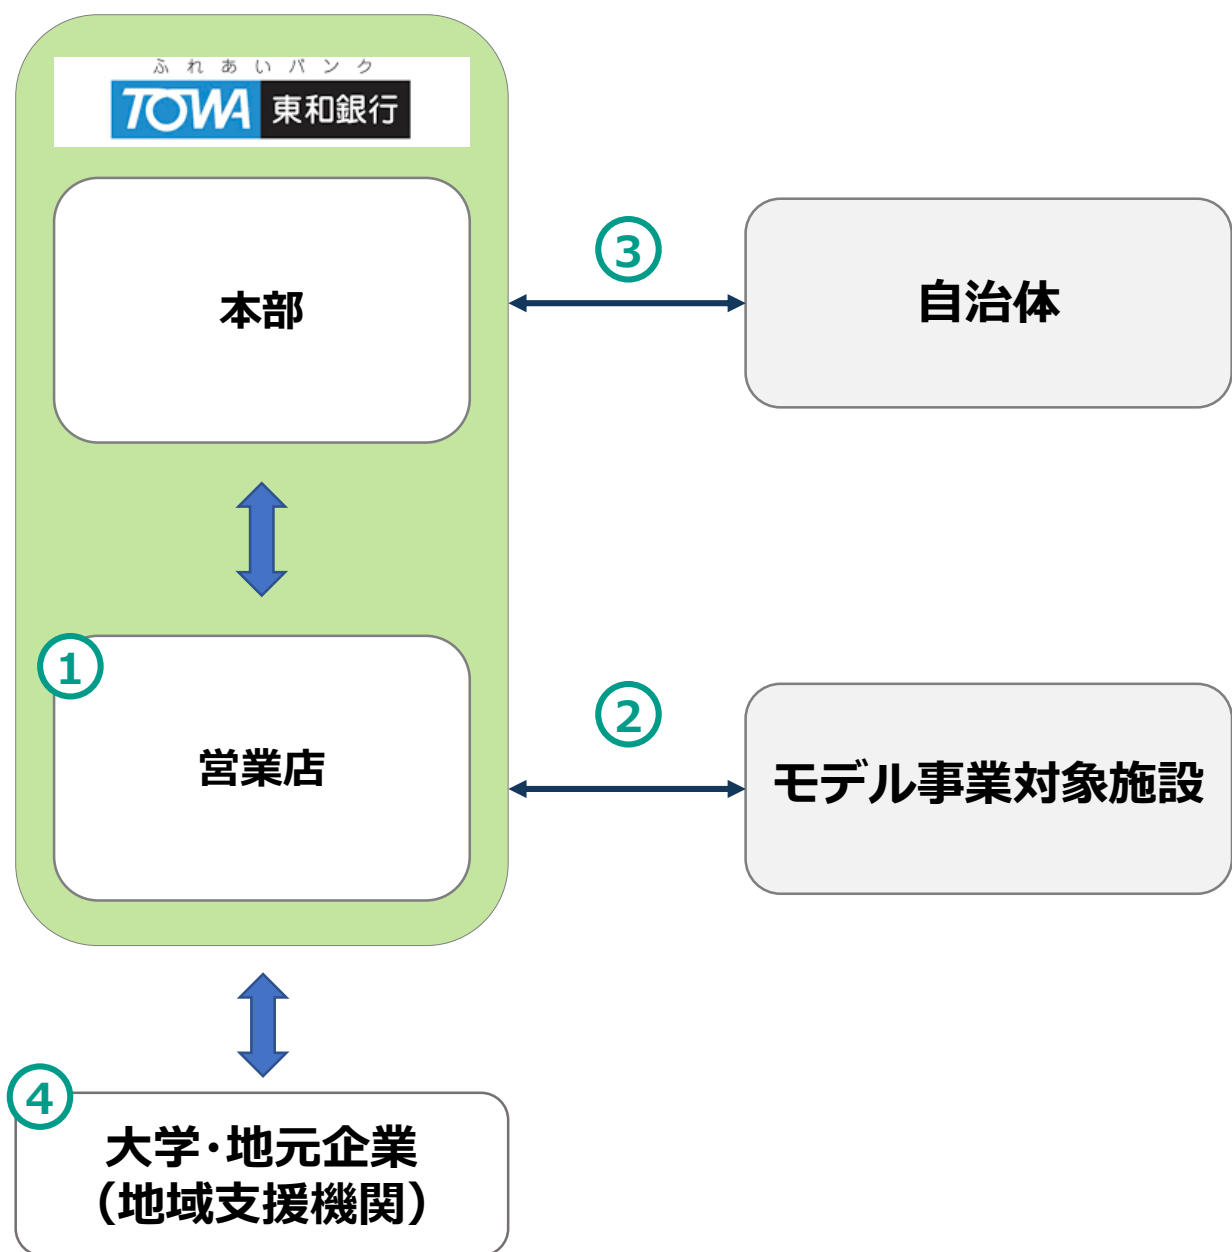 ふれあいバンク
TOWA 東和銀行
本部
③
自治体
①
営業店
②
モデル事業対象施設
④
大学・地元企業
（地域支援機関）